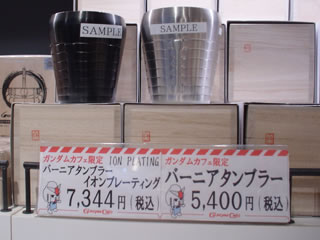 SAMPLE
SAMPLE
ガンダムカフェ限定 ION PLATING
バーニアタンブラー
イオンプレーティング
7,344円(税込)
ガンダムカフェ限定
バーニアタンブラー
5,400円(税込)